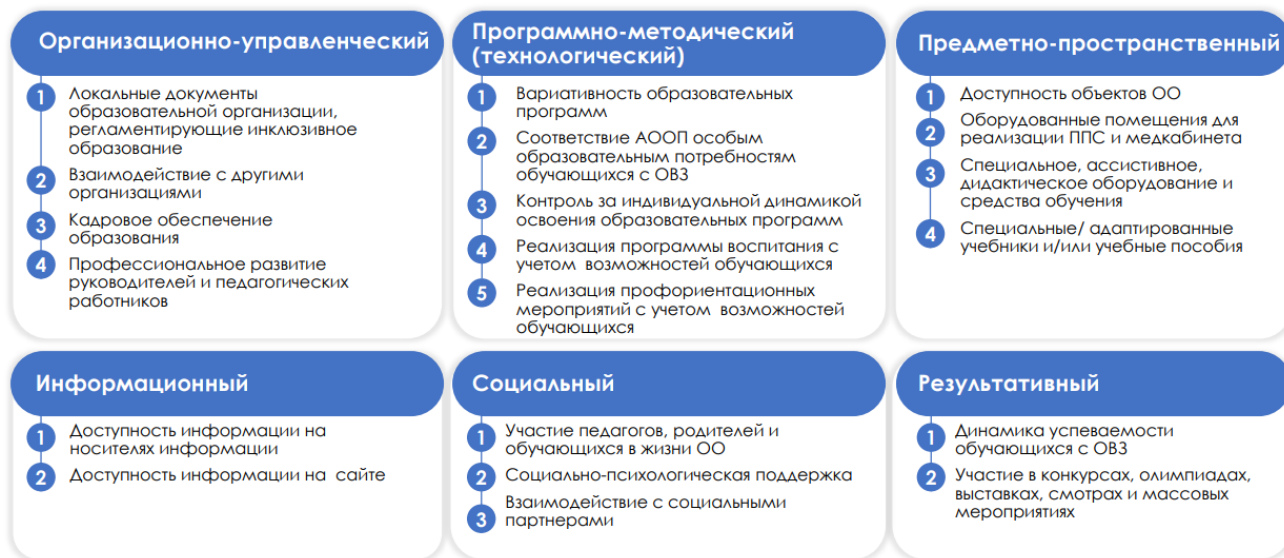 Организационно-управленческий
1 Локальные документы
образовательной организации,
регламентирующие инклюзивное
образование
2 Взаимодействие с другими
организациями
3 Кадровое обеспечение
образования
4 Профессиональное развитие
руководителей и педагогических
работников
Программно-методический
(технологический)
1 Вариативность образовательных
программ
2 Соответствие АООП особым
образовательным потребностям
обучающихся с ОВЗ
3 Контроль за индивидуальной динамикой
освоения образовательных программ
4 Реализация программы воспитания с
учетом возможностей обучающихся
5 Реализация профориентационных
мероприятий с учетом возможностей
обучающихся
Предметно-пространственный
1 Доступность объектов ОО
2 Оборудованные помещения для
реализации ППС и медкабинета
3 Специальное, ассистивное,
дидактическое оборудование и
средства обучения
4 Специальные/ адаптированные
учебники и/или учебные пособия
Информационный
1 Доступность информации на
носителях информации
2 Доступность информации на сайте
Социальный
1 Участие педагогов, родителей и
обучающихся в жизни ОО
2 Социально-психологическая поддержка
3 Взаимодействие с социальными
партнерами
Результативный
1 Динамика успеваемости
обучающихся с ОВЗ
2 Участие в конкурсах, олимпиадах,
выставках, смотрах и массовых
мероприятиях